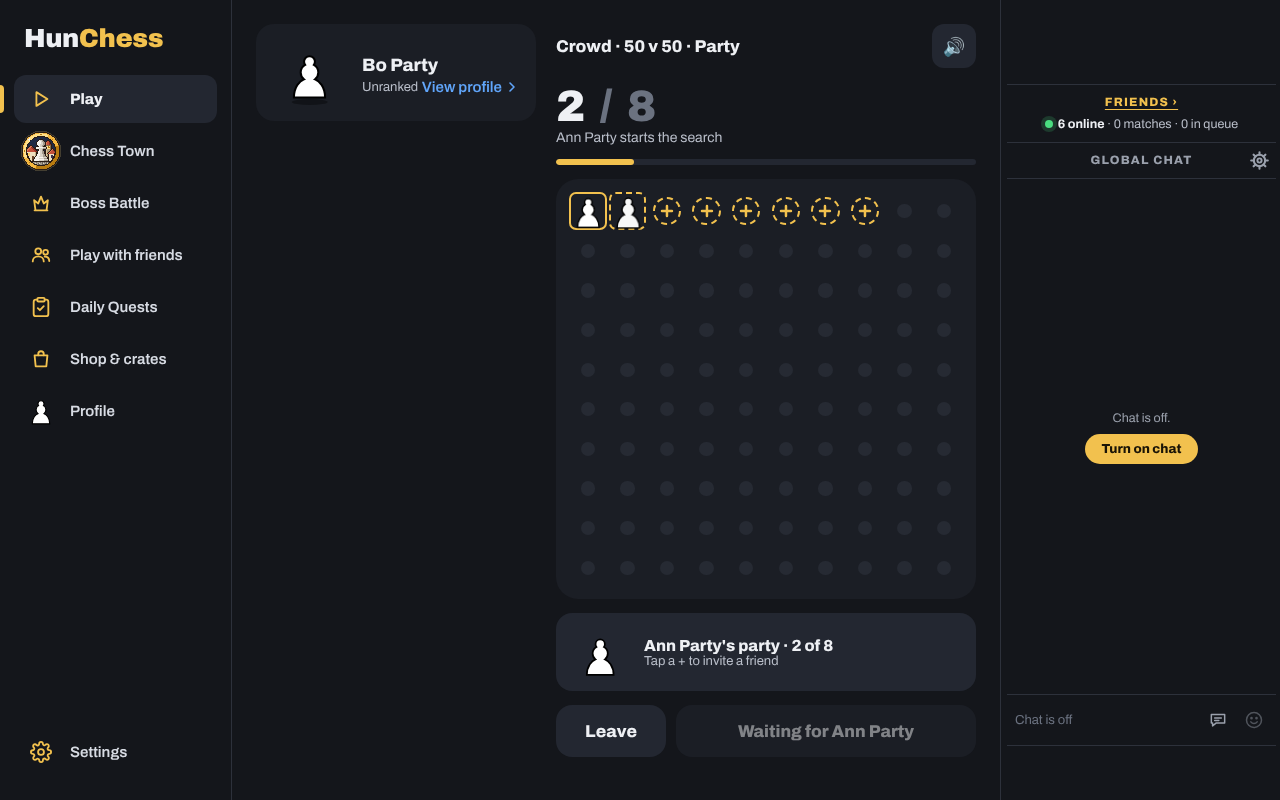 HunChess
Play
Chess Town
Boss Battle
Play with friends
Daily Quests
Shop & crates
Profile
Settings
Bo Party
Unranked View profile
Crowd · 50 v 50 · Party
2 / 8
Ann Party starts the search
Ann Party's party · 2 of 8
Tap a + to invite a friend
Leave
Waiting for Ann Party
FRIENDS ›
6 online · 0 matches · 0 in queue
GLOBAL CHAT
Chat is off.
Turn on chat
Chat is off